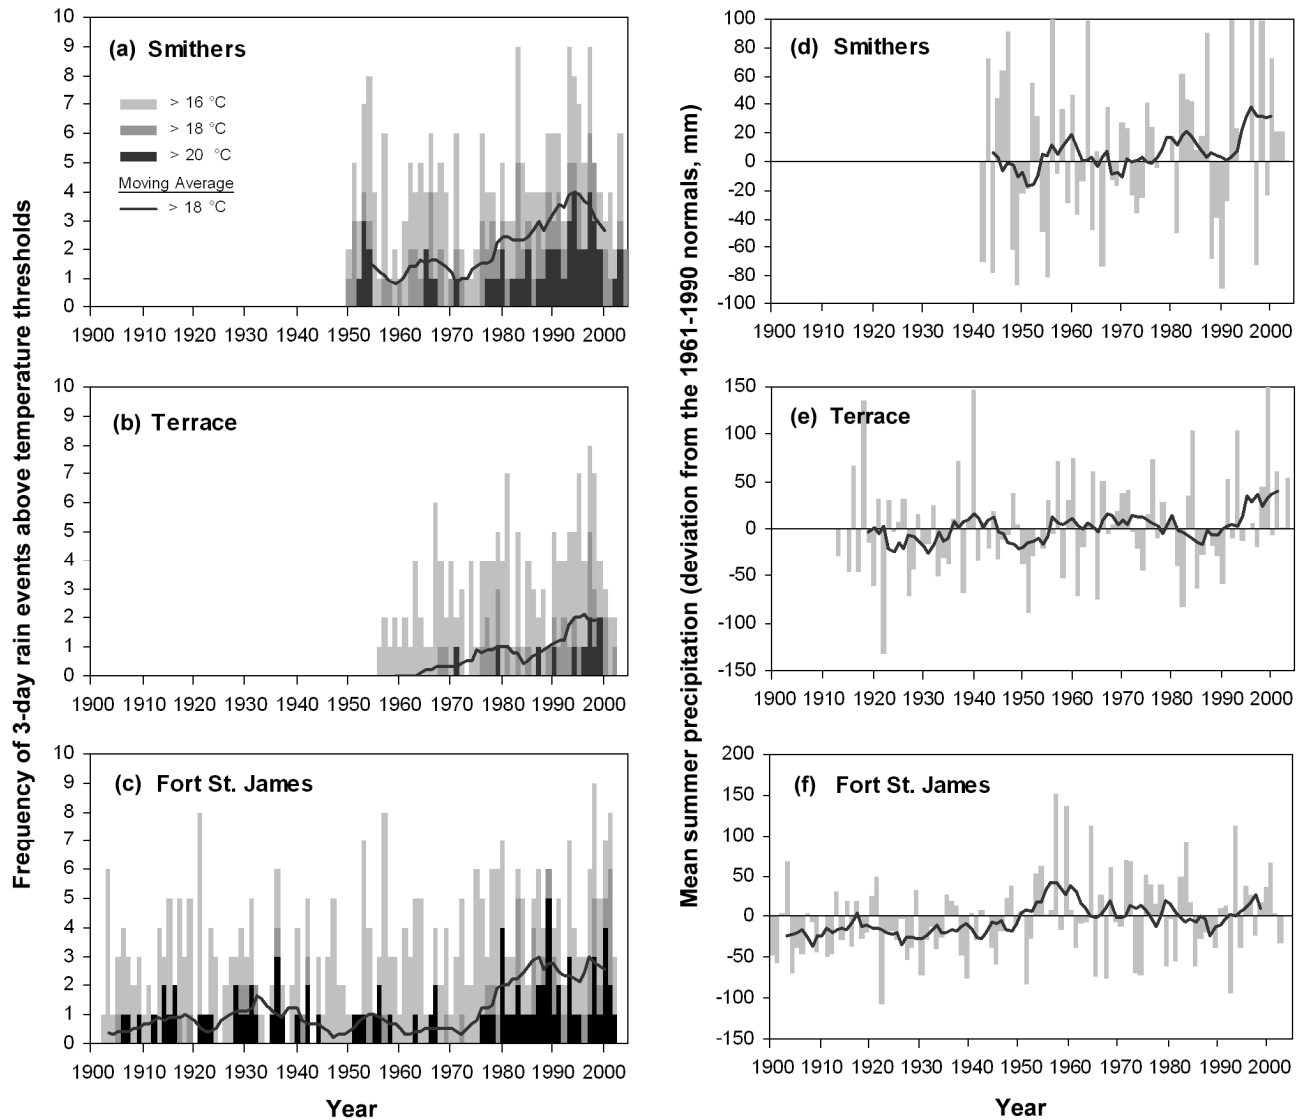 Frequency of 3-day rain events above temperature thresholds
10
9
8
7
6
5
4
3
2
1
0
(a) Smithers
> 16 °C
> 18 °C
> 20 °C
Moving Average
> 18 °C
1900 1910 1920 1930 1940 1950 1960 1970 1980 1990 2000
10
9
8
7
6
5
4
3
2
1
0
(b) Terrace
1900 1910 1920 1930 1940 1950 1960 1970 1980 1990 2000
10
9
8
7
6
5
4
3
2
1
0
(c) Fort St. James
1900 1910 1920 1930 1940 1950 1960 1970 1980 1990 2000
Year
Mean summer precipitation (deviation from the 1961-1990 normals, mm)
100
80
60
40
20
0
-20
-40
-60
-80
-100
(d) Smithers
1900 1910 1920 1930 1940 1950 1960 1970 1980 1990 2000
150
100
50
0
-50
-100
-150
(e) Terrace
1900 1910 1920 1930 1940 1950 1960 1970 1980 1990 2000
200
150
100
50
0
-50
-100
-150
(f) Fort St. James
1900 1910 1920 1930 1940 1950 1960 1970 1980 1990 2000
Year